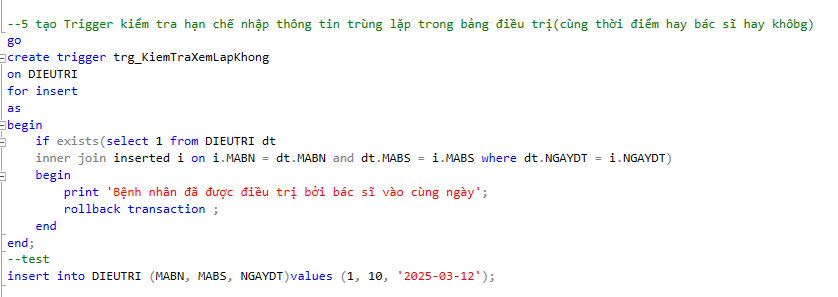 --5 tạo Trigger kiểm tra hạn chế nhập thông tin trùng lặp trong bảng điều trị(cùng thời điểm hay bác sĩ hay khôbg)
go
create trigger trg_KiemTraXemLapKhong
on DIEUTRI
for insert
as
begin
if exists(select 1 from DIEUTRI dt
inner join inserted i on i.MABN = dt.MABN and dt.MABS = i.MABS where dt.NGAYDT = i.NGAYDT)
begin
print 'Bệnh nhân đã được điều trị bởi bác sĩ vào cùng ngày';
rollback transaction ;
end
end;
--test
insert into DIEUTRI (MABN, MABS, NGAYDT)values (1, 10, '2025-03-12');